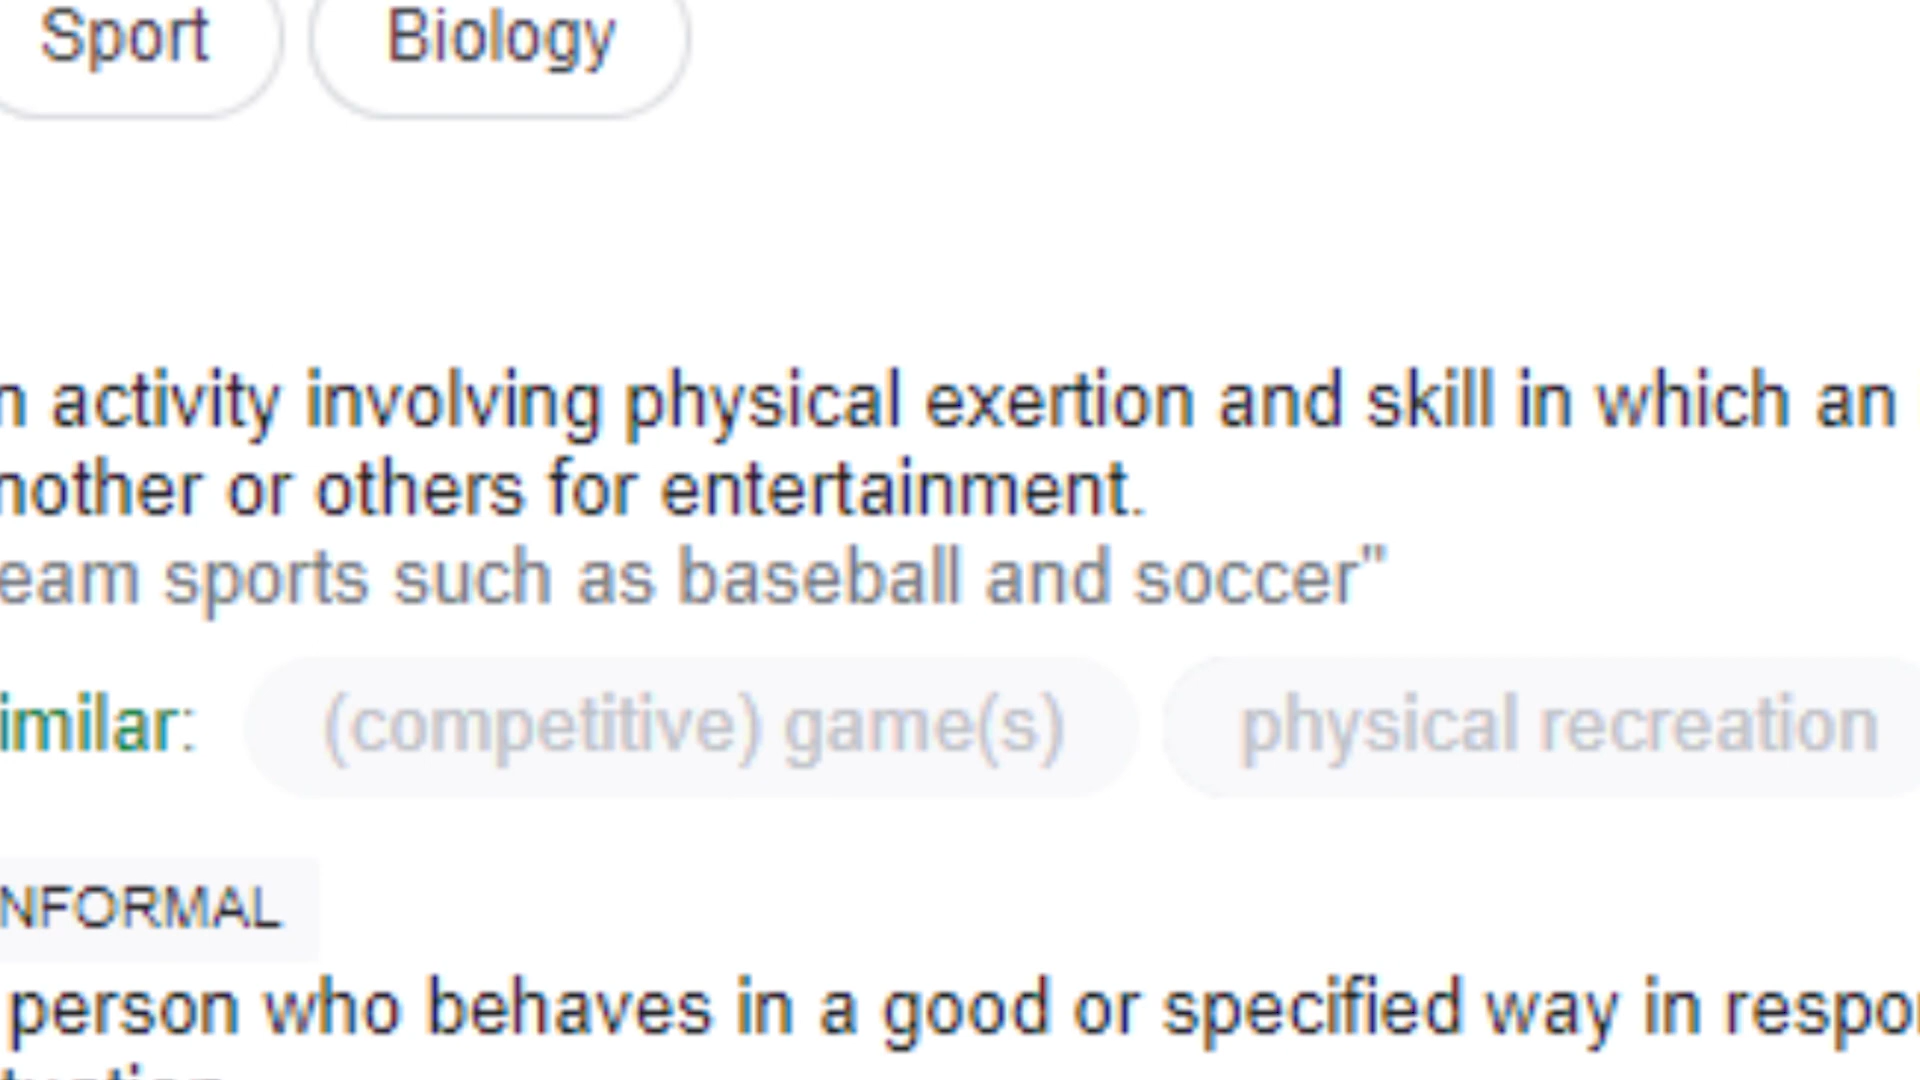 Sport Biology
n activity involving physical exertion and skill in which an
nother or others for entertainment.
eam sports such as baseball and soccer"
imilar: (competitive) game(s) physical recreation
NFORMAL
person who behaves in a good or specified way in respo